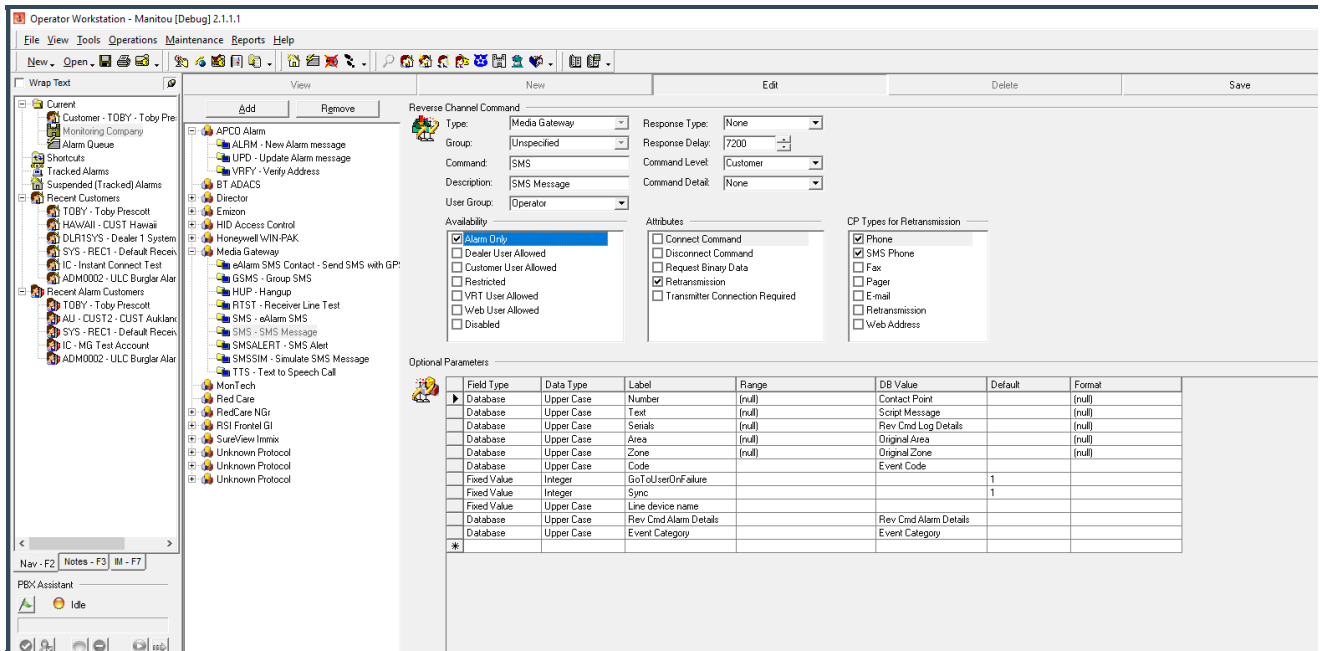 Operator Workstation - Manitou [Debug] 2.1.1.1
File View Tools Operations Maintenance Reports Help
New Open
Wrap Text
View New Edit Delete Save
Current
Customer - TOBY - Toby Pre
Monitoring Company
Alarm Queue
Shortcuts
Tracked Alarms
Suspended (Tracked) Alarms
Recent Customers
TOBY - Toby Prescott
HAWAII - CUST Hawaii
DLR1SYS - Dealer 1 System
SYS - REC1 - Default Receiv
IC - Instant Connect Test
ADM0002 - ULC Burglar Alar
Recent Alarm Customers
TOBY - Toby Prescott
AU - CUST2 - CUST Auklanc
SYS - REC1 - Default Receiv
IC - MG Test Account
ADM0002 - ULC Burglar Alar
Nav - F2 Notes - F3 IM - F7
PBX Assistant
Idle
Add Remove
APCO Alarm
ALRM - New Alarm message
UPD - Update Alarm message
VRFY - Verify Address
BT ADACS
Director
Emizon
HID Access Control
Honeywell WIN-PAK
Media Gateway
eAlarm SMS Contact - Send SMS with GP
GSMS - Group SMS
HUP - Hangup
RTST - Receiver Line Test
SMS - eAlarm SMS
SMS - SMS Message
SMSALERT - SMS Alert
SMSSIM - Simulate SMS Message
TTS - Text to Speech Call
MonTech
Red Care
RedCare NGr
RSI Frontel GI
SureView Immix
Unknown Protocol
Unknown Protocol
Unknown Protocol
Reverse Channel Command
Type: Media Gateway Response Type: None
Group: Unspecified Response Delay: 7200
Command: SMS Command Level: Customer
Description: SMS Message Command Detail: None
User Group: Operator
Availability
Alarm Only
Dealer User Allowed
Customer User Allowed
Restricted
VRT User Allowed
Web User Allowed
Disabled
Attributes
Connect Command
Disconnect Command
Request Binary Data
Retransmission
Transmitter Connection Required
CP Types for Retransmission
Phone
SMS Phone
Fax
Pager
E-mail
Retransmission
Web Address
Optional Parameters
Field Type Data Type Label Range DB Value Default Format
Database Upper Case Number (null) Contact Point (null)
Database Upper Case Text (null) Script Message (null)
Database Upper Case Serials (null) Rev Cmd Log Details (null)
Database Upper Case Area (null) Original Area (null)
Database Upper Case Zone (null) Original Zone (null)
Database Upper Case Code Event Code
Fixed Value Integer GoToUserOnFailure 1
Fixed Value Integer Sync 1
Fixed Value Upper Case Line device name
Database Upper Case Rev Cmd Alarm Details Rev Cmd Alarm Details
Database Upper Case Event Category Event Category